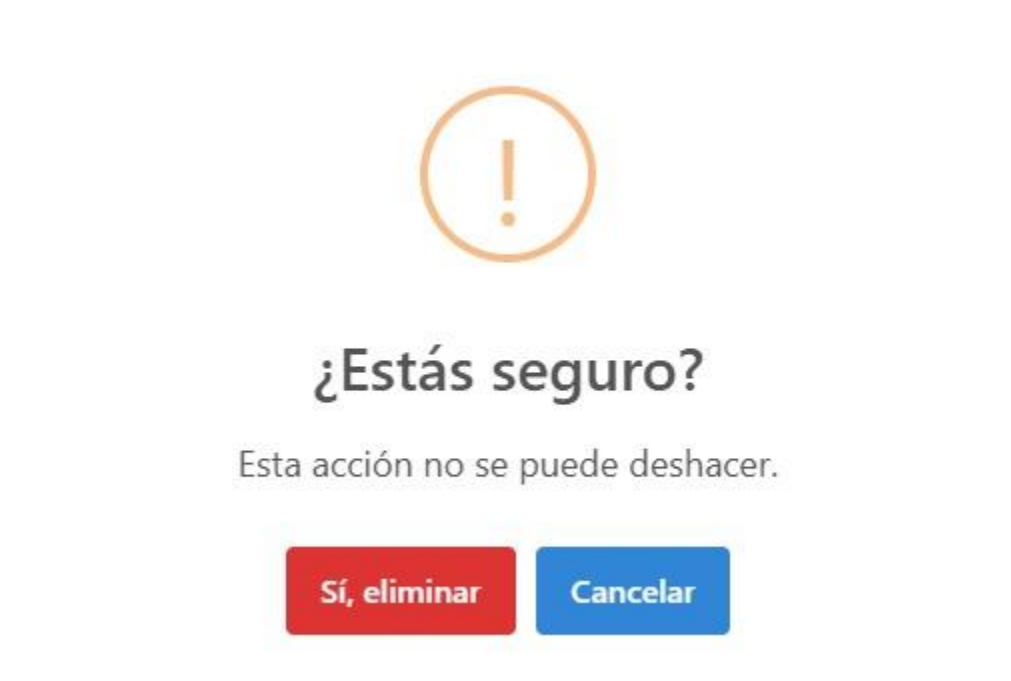 ¿Estás seguro?
Esta acción no se puede deshacer.
Sí, eliminar
Cancelar